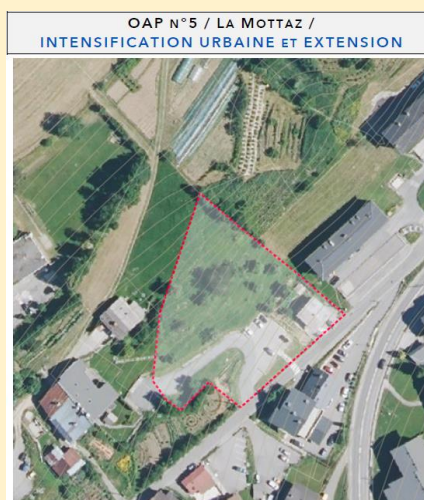 OAP N°5 / LA MOTTAZ /
INTENSIFICATION URBAINE ET EXTENSION